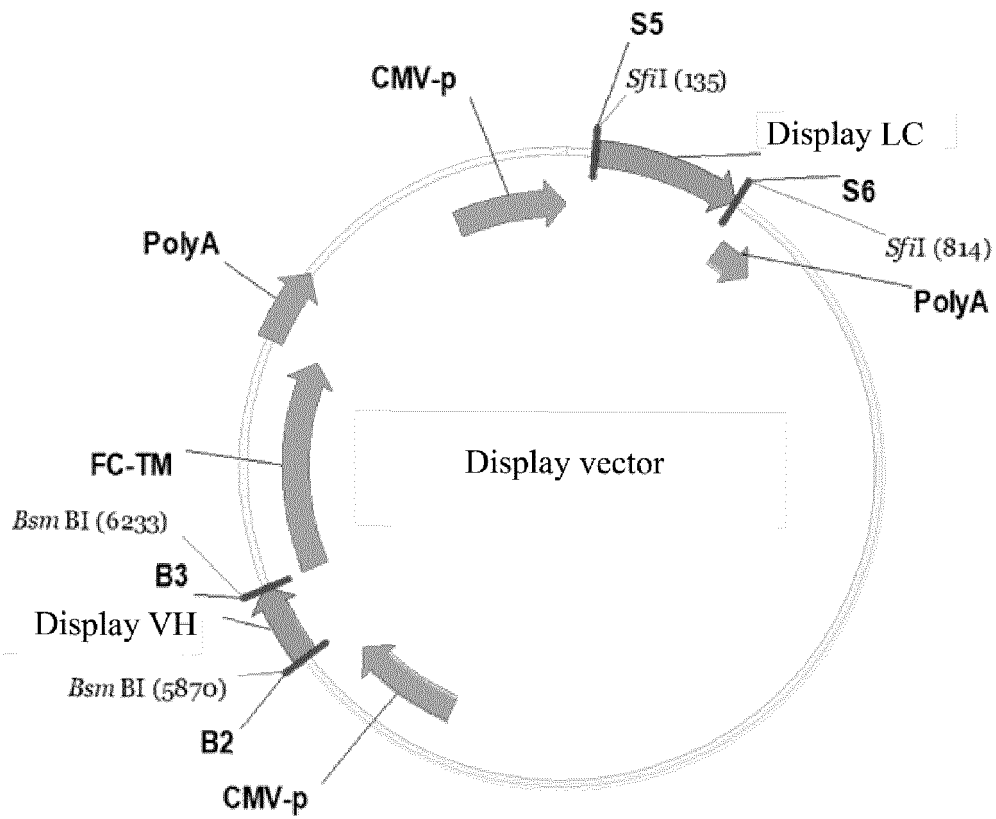 S5
CMV-p
SfiI (135)
Display LC
S6
PolyA
SfiI (814)
PolyA
FC-TM
Display vector
BsmBI (6233)
B3
Display VH
BsmBI (5870)
B2
CMV-p